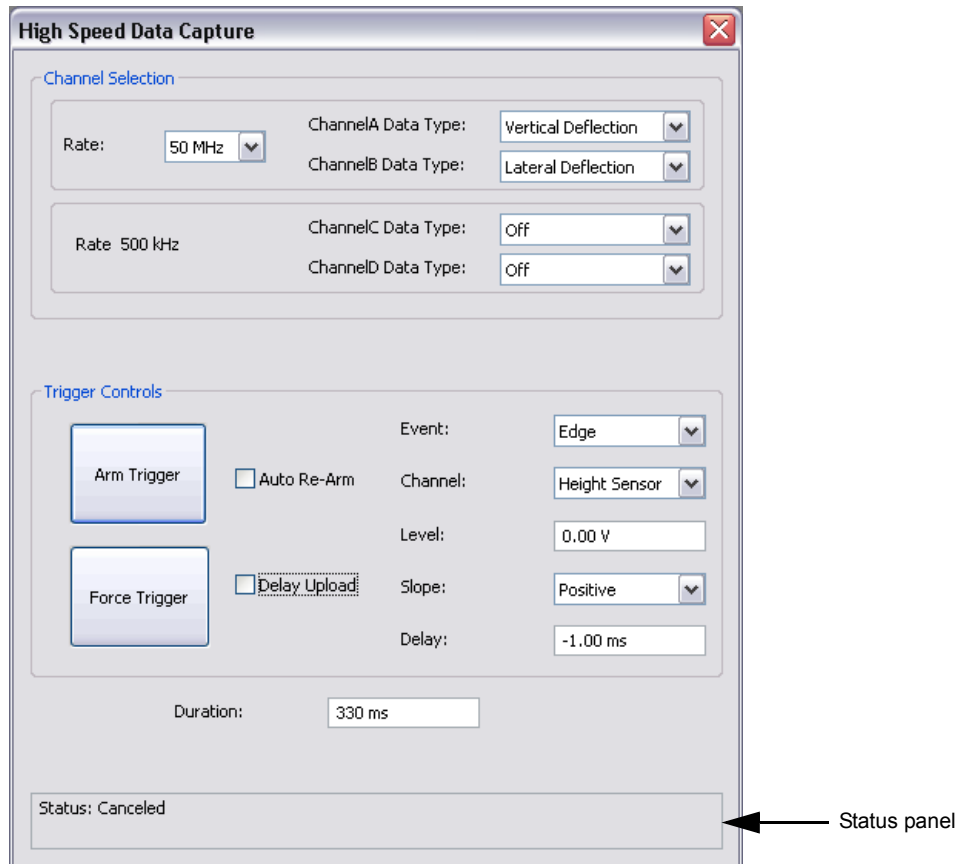 High Speed Data Capture
Channel Selection
Rate: 50 MHz
ChannelA Data Type: Vertical Deflection
ChannelB Data Type: Lateral Deflection
Rate 500 kHz
ChannelC Data Type: Off
ChannelD Data Type: Off
Trigger Controls
Arm Trigger
Auto Re-Arm
Force Trigger
Delay Upload
Event: Edge
Channel: Height Sensor
Level: 0.00 V
Slope: Positive
Delay: -1.00 ms
Duration: 330 ms
Status: Canceled
Status panel